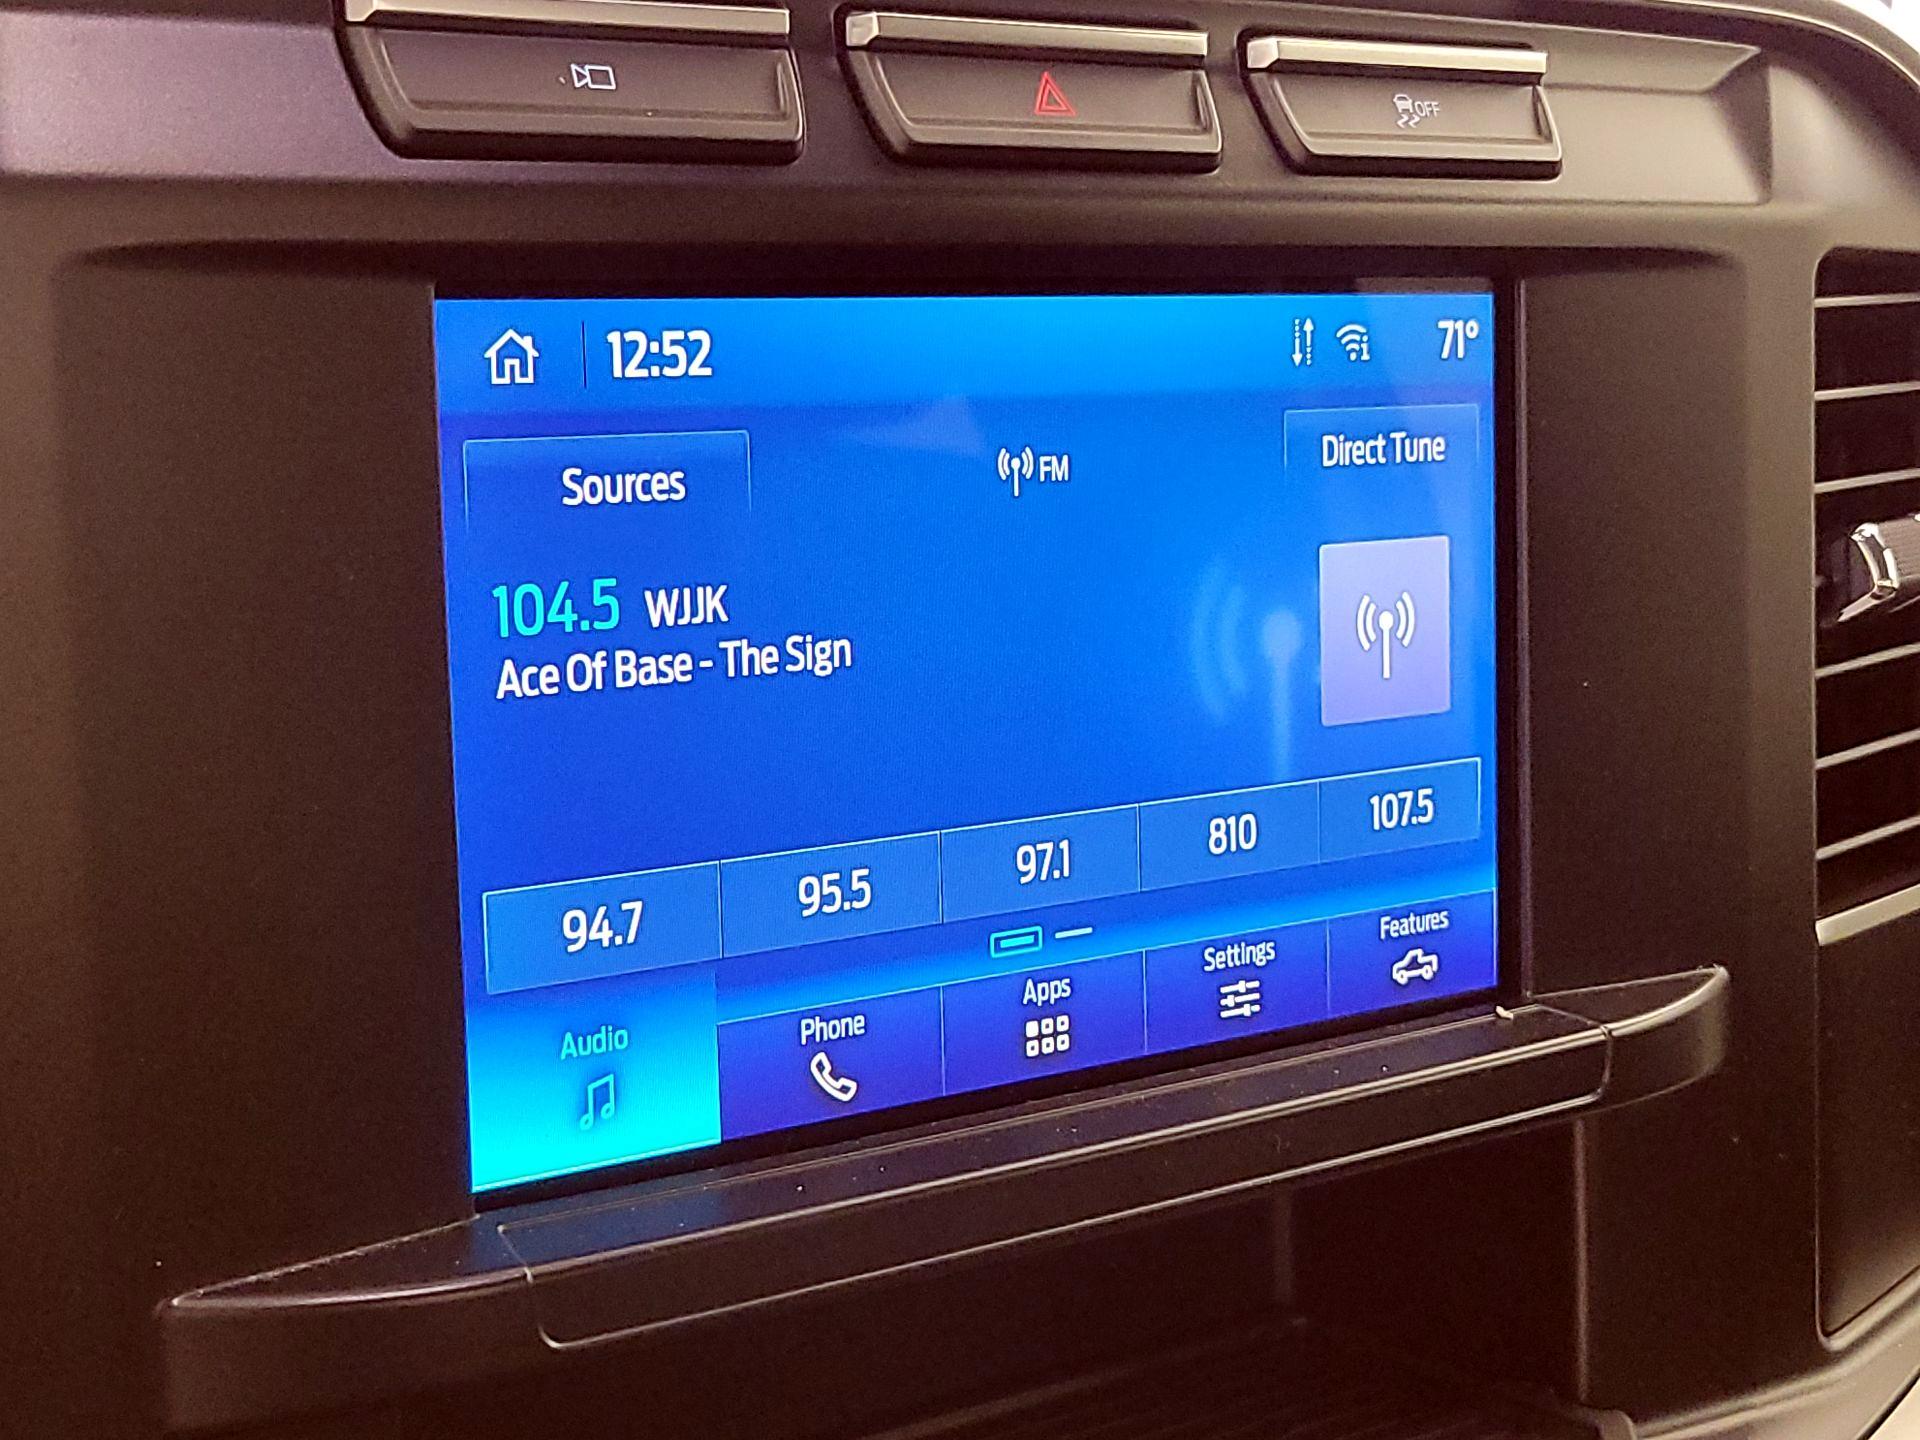 OFF
12:52
71°
Sources
FM
Direct Tune
104.5 WJJK
Ace Of Base - The Sign
94.7
95.5
97.1
810
107.5
Audio
Phone
Apps
Settings
Features